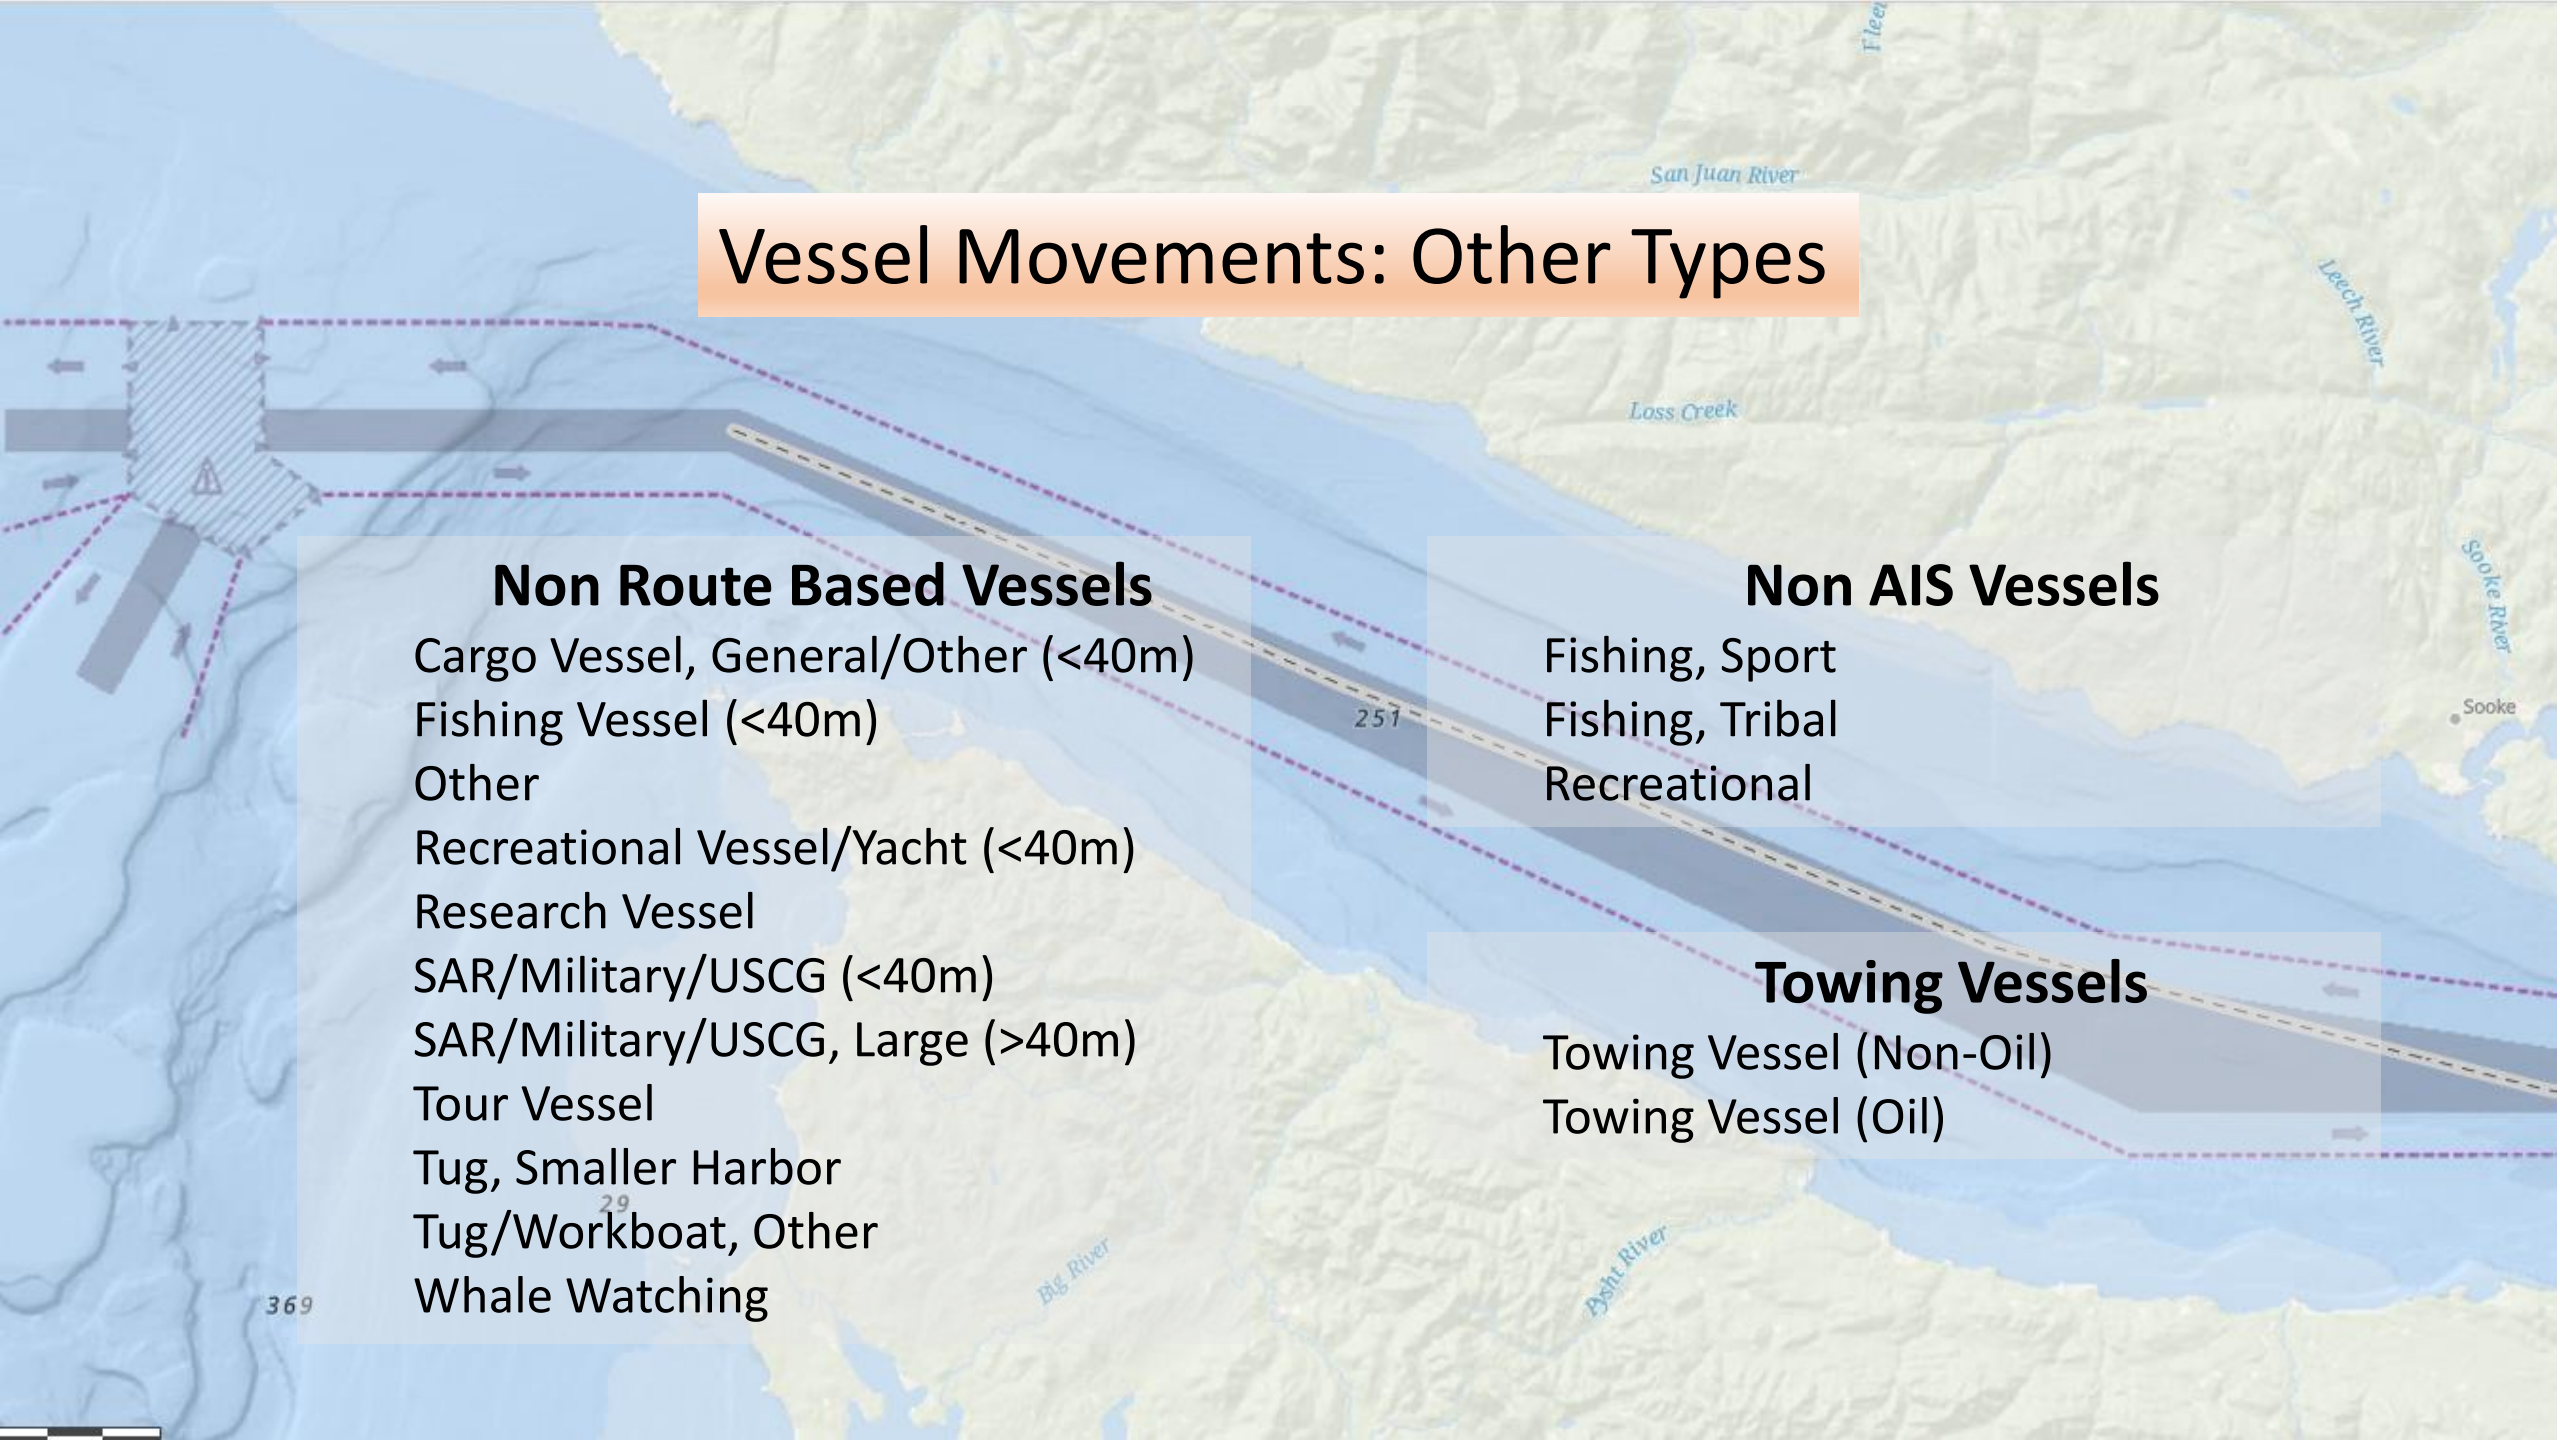 Fleet
San Juan River
Vessel Movements: Other Types
Leech River
Loss Creek
Non Route Based Vessels
Cargo Vessel, General/Other (<40m)
Fishing Vessel (<40m)
Other
Recreational Vessel/Yacht (<40m)
Research Vessel
SAR/Military/USCG (<40m)
SAR/Military/USCG, Large (>40m)
Tour Vessel
Tug, Smaller Harbor
Tug/Workboat, Other
Whale Watching
Non AIS Vessels
Fishing, Sport
Fishing, Tribal
Recreational
Towing Vessels
Towing Vessel (Non-Oil)
Towing Vessel (Oil)
Sooke River
Sooke
251
29
369
Big River
Pysht River